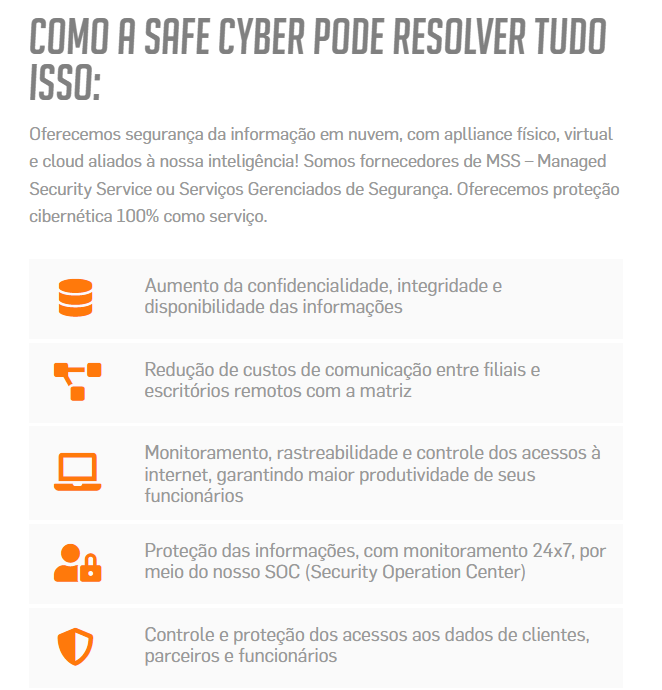 COMO A SAFE CYBER PODE RESOLVER TUDO
ISSO:
Oferecemos segurança da informação em nuvem, com aplliance físico, virtual
e cloud aliados à nossa inteligência! Somos fornecedores de MSS – Managed
Security Service ou Serviços Gerenciados de Segurança. Oferecemos proteção
cibernética 100% como serviço.
Aumento da confidencialidade, integridade e
disponibilidade das informações
Redução de custos de comunicação entre filiais e
escritórios remotos com a matriz
Monitoramento, rastreabilidade e controle dos acessos à
internet, garantindo maior produtividade de seus
funcionários
Proteção das informações, com monitoramento 24x7, por
meio do nosso SOC (Security Operation Center)
Controle e proteção dos acessos aos dados de clientes,
parceiros e funcionários